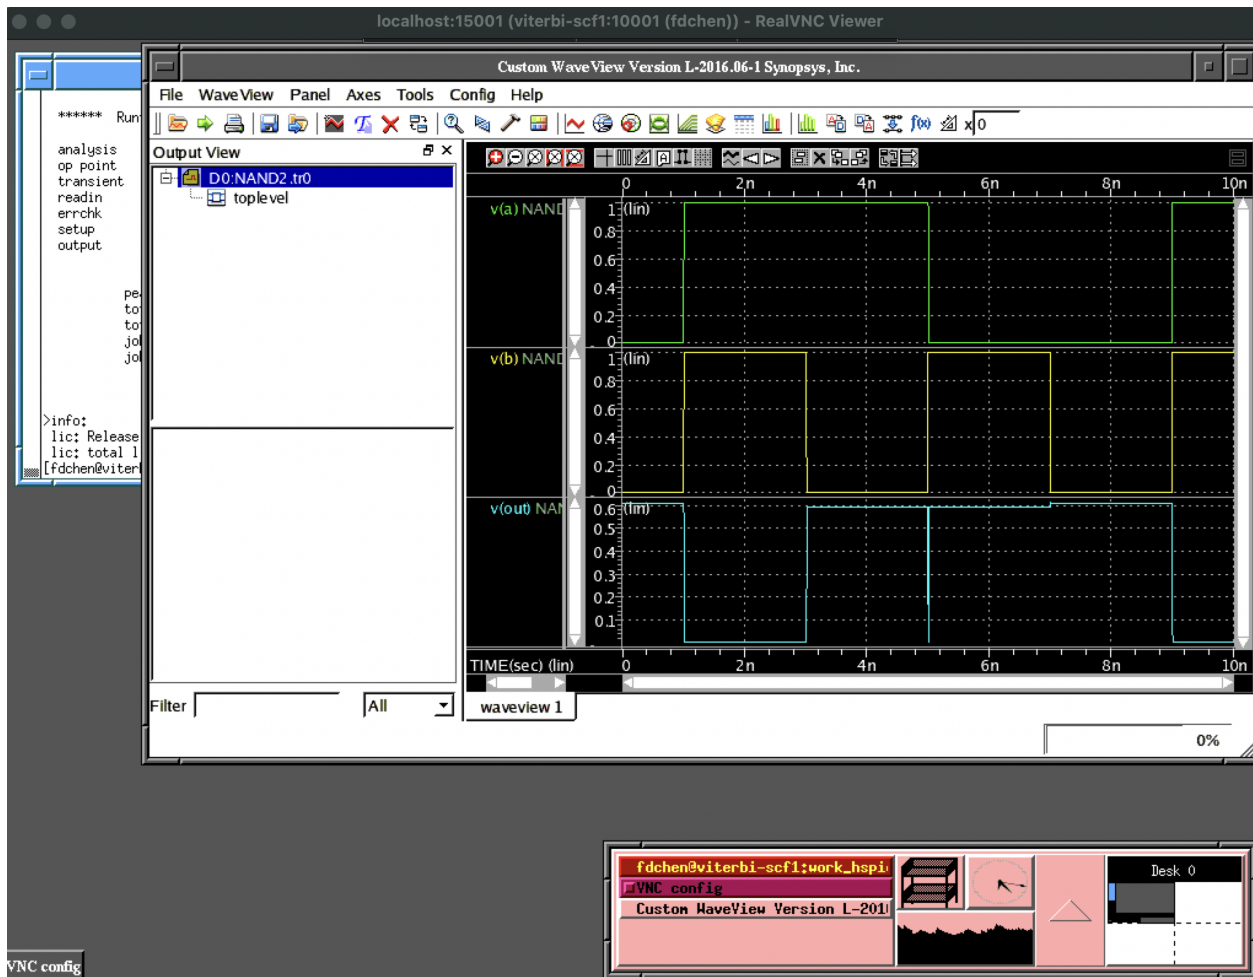 localhost:15001 (viterbi-scf1:10001 (fdchen)) - RealVNC Viewer
Custom WaveView Version L-2016.06-1 Synopsys, Inc.
File WaveView Panel Axes Tools Config Help
x 0
****** Run
analysis
op point
transient
readin
errchk
setup
output
pe
to
to
jo
jo
>info:
lic: Release
lic: total l
[fdchen@viter
Output View
D0:NAND2.tr0
toplevel
0 2n 4n 6n 8n 10n
v(a) NAND
1 (lin)
0.8
0.6
0.4
0.2
0
v(b) NAND
1 (lin)
0.8
0.6
0.4
0.2
0
v(out) NAN
0.6 (lin)
0.5
0.4
0.3
0.2
0.1
TIME(sec) (lin) 0 2n 4n 6n 8n 10n
Filter All
waveview 1
0%
fdchen@viterbi-scf1:work_hspi
VNC config
Custom WaveView Version L-201
Desk 0
VNC config